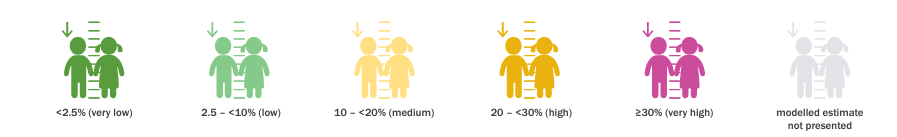 <2.5% (very low)
2.5 – <10% (low)
10 – <20% (medium)
20 – <30% (high)
≥30% (very high)
modelled estimate
not presented